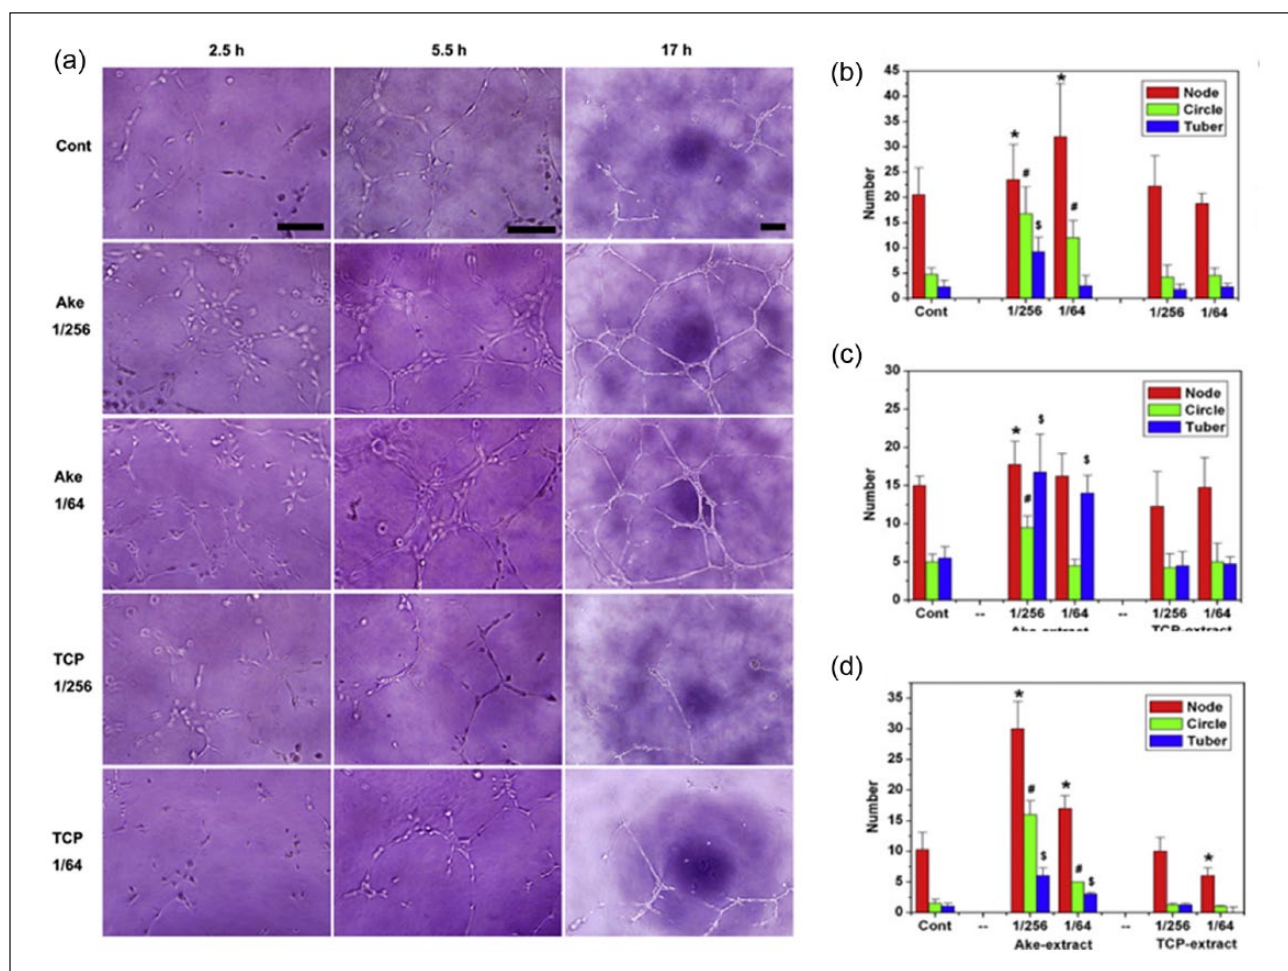 (a)
2.5 h 5.5 h 17 h
Cont
Ake
1/256
Ake
1/64
TCP
1/256
TCP
1/64
(b)
45
40
35
30
25
20
15
10
5
0
Number
Node
Circle
Tuber
* # $ * #
Cont -- 1/256 1/64 -- 1/256 1/64
(c)
30
25
20
15
10
5
0
Number
Node
Circle
Tuber
* # $ $
Cont -- 1/256 1/64 -- 1/256 1/64
Ake-extract TCP-extract
(d)
35
30
25
20
15
10
5
0
Number
Node
Circle
Tuber
* # $ * # $ *
Cont -- 1/256 1/64 -- 1/256 1/64
Ake-extract TCP-extract